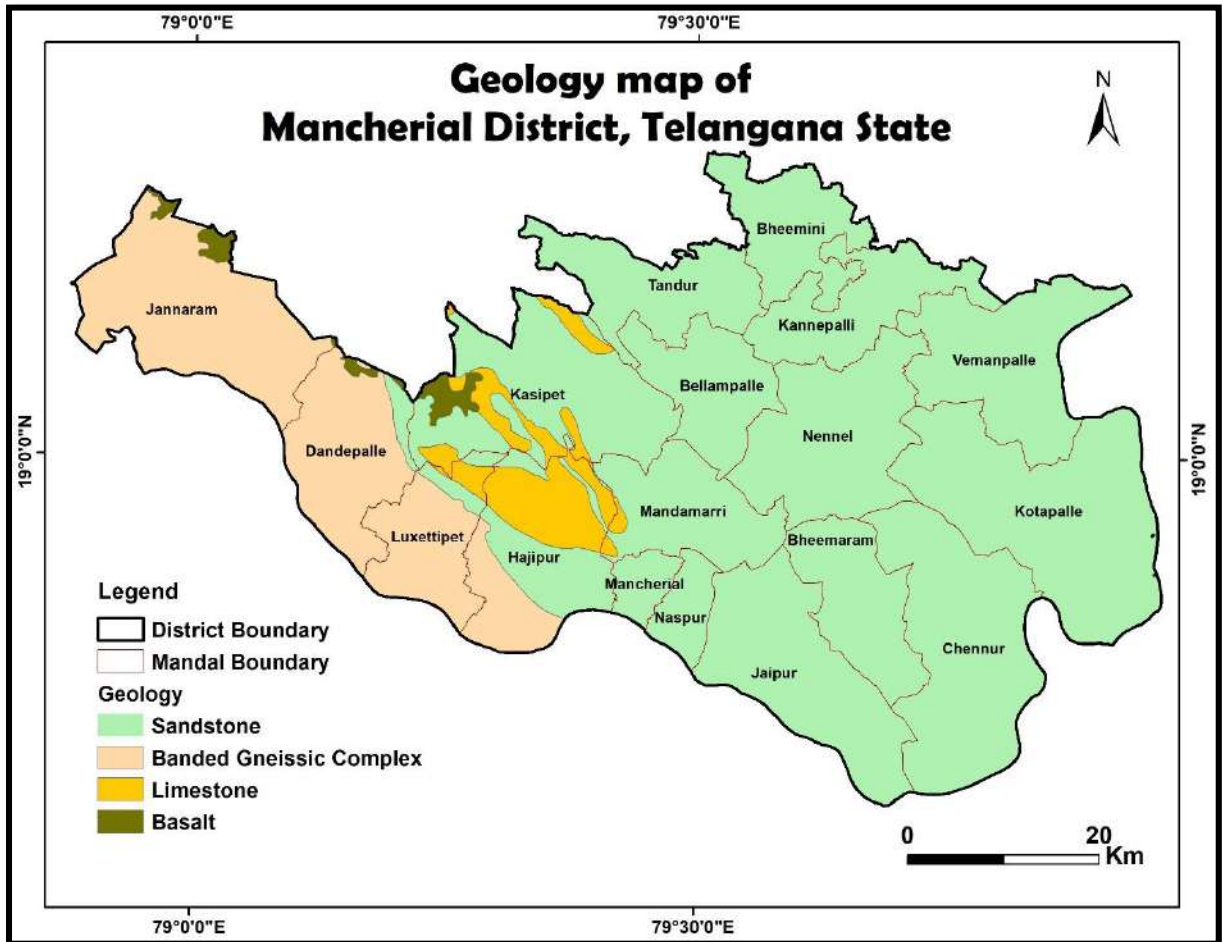 79°0'0"E
79°30'0"E
Geology map of
Mancherial District, Telangana State
N
Bheemini
Tandur
Jannaram
Kannepalli
Vemanpalle
Bellampalle
Kasipet
Nennel
19°0'0"N
19°0'0"N
Dandepalle
Mandamarri
Kotapalle
Luxettipet
Hajipur
Bheemaram
Mancherial
Naspur
Chennur
Jaipur
Legend
District Boundary
Mandal Boundary
Geology
Sandstone
Banded Gneissic Complex
Limestone
Basalt
0 20
Km
79°0'0"E
79°30'0"E